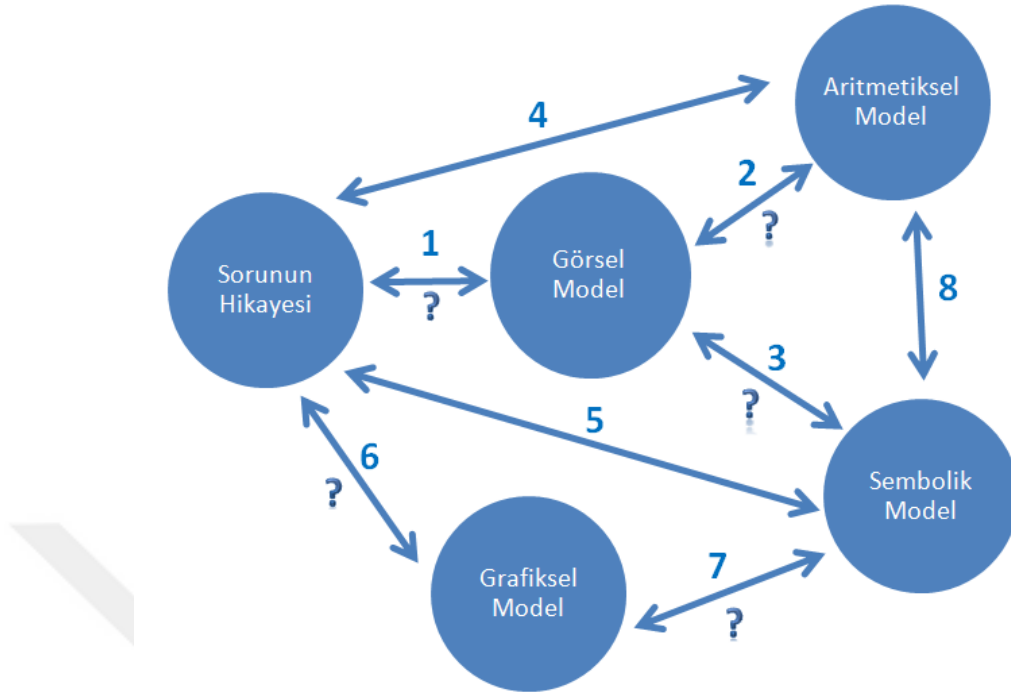 Aritmetiksel
Model
4
2
?
1
?
Görsel
Model
Sorunun
Hikayesi
8
3
?
5
6
?
Sembolik
Model
7
?
Grafiksel
Model